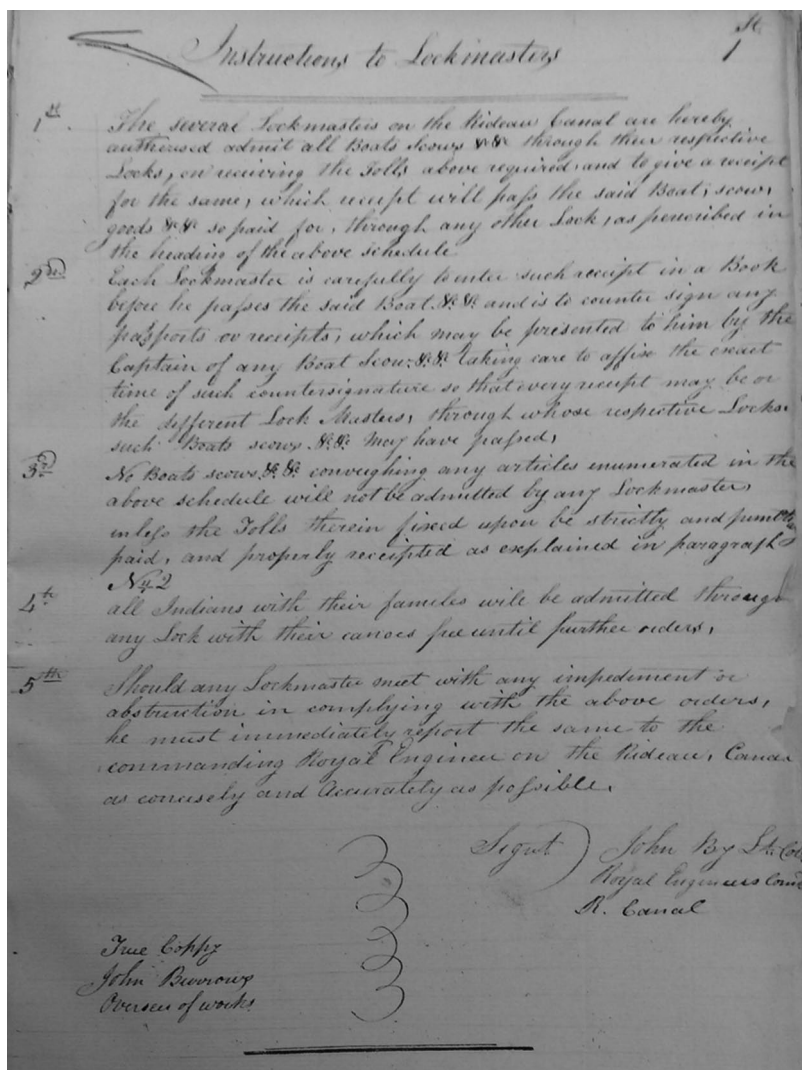 Instructions to Lockmasters
1
1st The several Lockmasters on the Rideau Canal are hereby
authorised admit all Boats Scows &c &c through their respective
Locks, on receiving the Tolls above required, and to give a receipt
for the same, which receipt will pass the said Boat, scow,
goods &c &c so paid for, through any other Lock, as perscribed in
the heading of the above schedule
2nd Each Lockmaster is carefully to enter such receipt in a Book
before he passes the said Boat &c &c and is to counter sign any
passports or receipts, which may be presented to him by the
Captain of any Boat Scow, &c &c taking care to affix the exact
time of such countersignature so that every receipt may be or
the different Lock Masters, through whose respective Locks
such Boats scows &c &c may have passed,
3rd No Boats scows &c &c conveighing any articles enumerated in the
above schedule will not be admitted by any Lockmaster,
unless the Tolls therein fixed upon be strictly and
paid, and properly receipted as explained in paragraph
No 2
4th all Indians with their familes will be admitted through
any Lock with their canoes free until further orders,
5th Should any Lockmaster meet with any impediment or
abstruction in complying with the above orders,
he must immediately report the same to the
commanding Royal Engineer on the Rideau, Canal
as concisely and Accurately as possible.
Signt John By Lt. Col
Royal Engineers Comd
R. Canal
True Coppy
John Burrows
Overseer of works